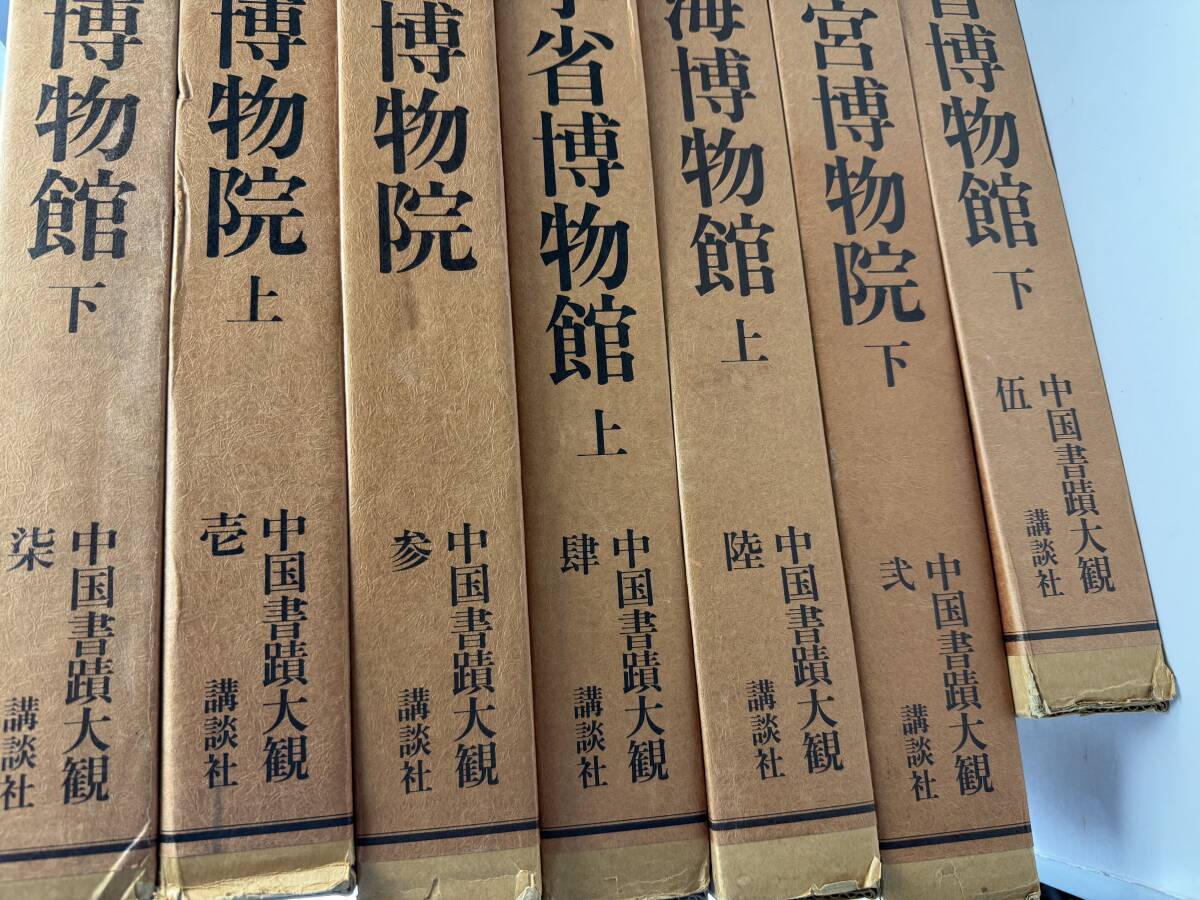 博物館 下
中国書蹟大観
柒
講談社
博物院 上
中国書蹟大観
壱
講談社
博物院
中国書蹟大観
参
講談社
省博物館 上
中国書蹟大観
肆
講談社
海博物館 上
中国書蹟大観
陸
講談社
宮博物院 下
中国書蹟大観
弐
講談社
博物館 下
中国書蹟大観
伍
講談社